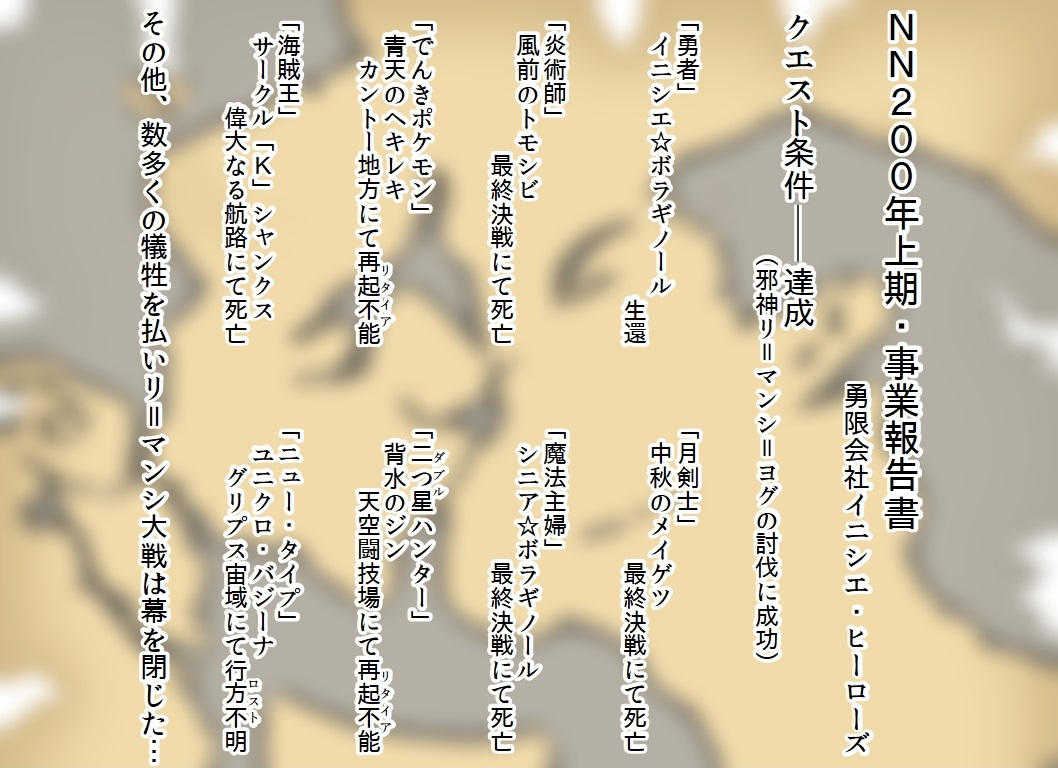 NN200年上期・事業報告書
勇限会社イニシエ・ヒーローズ
クエスト条件――達成
(邪神リ=マンシ=ヨグの討伐に成功)
「勇者」
イニシエ☆ボラギノール
生還
「月剣士」
中秋のメイゲツ
最終決戦にて死亡
「炎術師」
風前のトモシビ
最終決戦にて死亡
「魔法主婦」
シニア☆ボラギノール
最終決戦にて死亡
「でんきポケモン」
青天のヘキレキ
カントー地方にて再起不能
リタイア
「二つ星ハンター」
ダブル
背水のジン
天空闘技場にて再起不能
リタイア
「海賊王」
サークル「K」シャンクス
偉大なる航路にて死亡
「ニュー・タイプ」
ユニクロ・バジーナ
グリプス宙域にて行方不明
ロスト
その他、数多くの犠牲を払いリ=マンシ大戦は幕を閉じた…